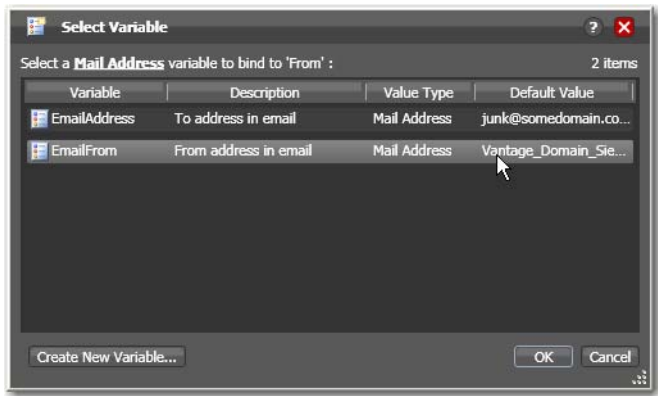 Select Variable
?
X
Select a Mail Address variable to bind to 'From' :
2 items
Variable Description Value Type Default Value
EmailAddress To address in email Mail Address junk@somedomain.co...
EmailFrom From address in email Mail Address Vantage_Domain_Sie...
Create New Variable...
OK
Cancel